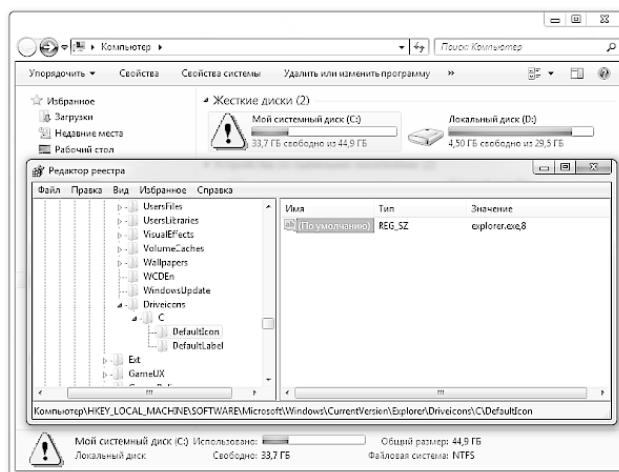 Компьютер
Поиск: Компьютер
Упорядочить Свойства Свойства системы Удалить или изменить программу »
Избранное
Загрузки
Недавние места
Рабочий стол
Жесткие диски (2)
Мой системный диск (C:)
33,7 ГБ свободно из 44,9 ГБ
Локальный диск (D:)
4,50 ГБ свободно из 29,5 ГБ
Редактор реестра
Файл Правка Вид Избранное Справка
UsersFiles
UsersLibraries
VisualEffects
VolumeCaches
Wallpapers
WCDEn
WindowsUpdate
Driveicons
C
DefaultIcon
DefaultLabel
Ext
GameUX
Имя Тип Значение
(По умолчанию) REG_SZ explorer.exe,8
Компьютер\HKEY_LOCAL_MACHINE\SOFTWARE\Microsoft\Windows\CurrentVersion\Explorer\Driveicons\C\DefaultIcon
Мой системный диск (C:) Использовано: Общий размер: 44,9 ГБ
Локальный диск Свободно: 33,7 ГБ Файловая система: NTFS